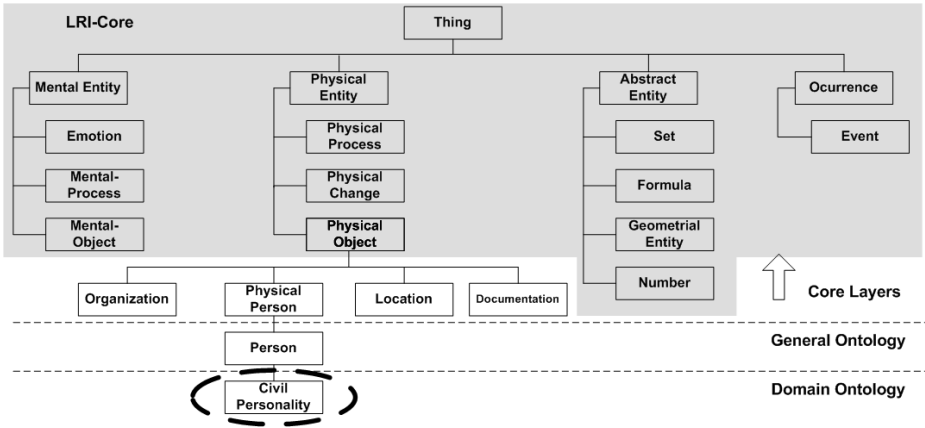 LRI-Core
Thing
Mental Entity
Physical
Entity
Abstract
Entity
Ocurrence
Emotion
Physical
Process
Set
Event
Mental-
Process
Physical
Change
Formula
Mental-
Object
Physical
Object
Geometrial
Entity
Organization
Physical
Person
Location
Documentation
Number
Core Layers
Person
General Ontology
Civil
Personality
Domain Ontology